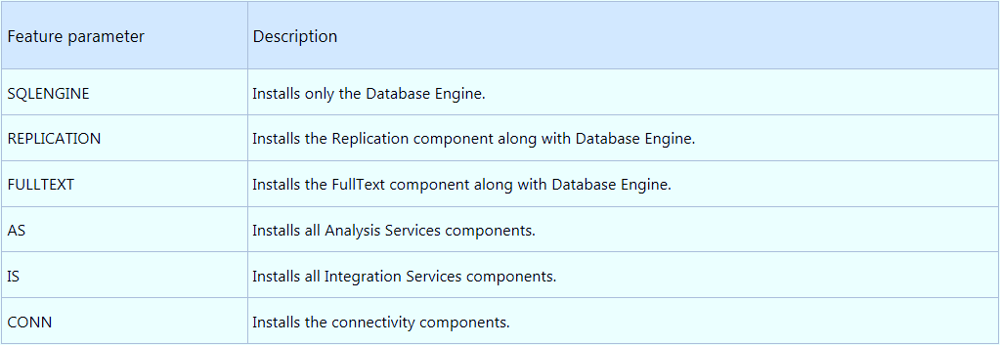 Feature parameter Description
SQLENGINE Installs only the Database Engine.
REPLICATION Installs the Replication component along with Database Engine.
FULLTEXT Installs the FullText component along with Database Engine.
AS Installs all Analysis Services components.
IS Installs all Integration Services components.
CONN Installs the connectivity components.